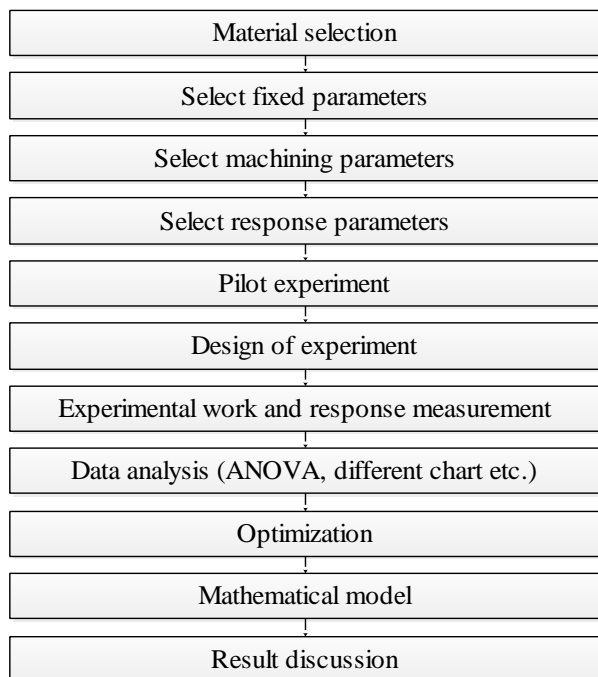 Material selection
Select fixed parameters
Select machining parameters
Select response parameters
Pilot experiment
Design of experiment
Experimental work and response measurement
Data analysis (ANOVA, different chart etc.)
Optimization
Mathematical model
Result discussion